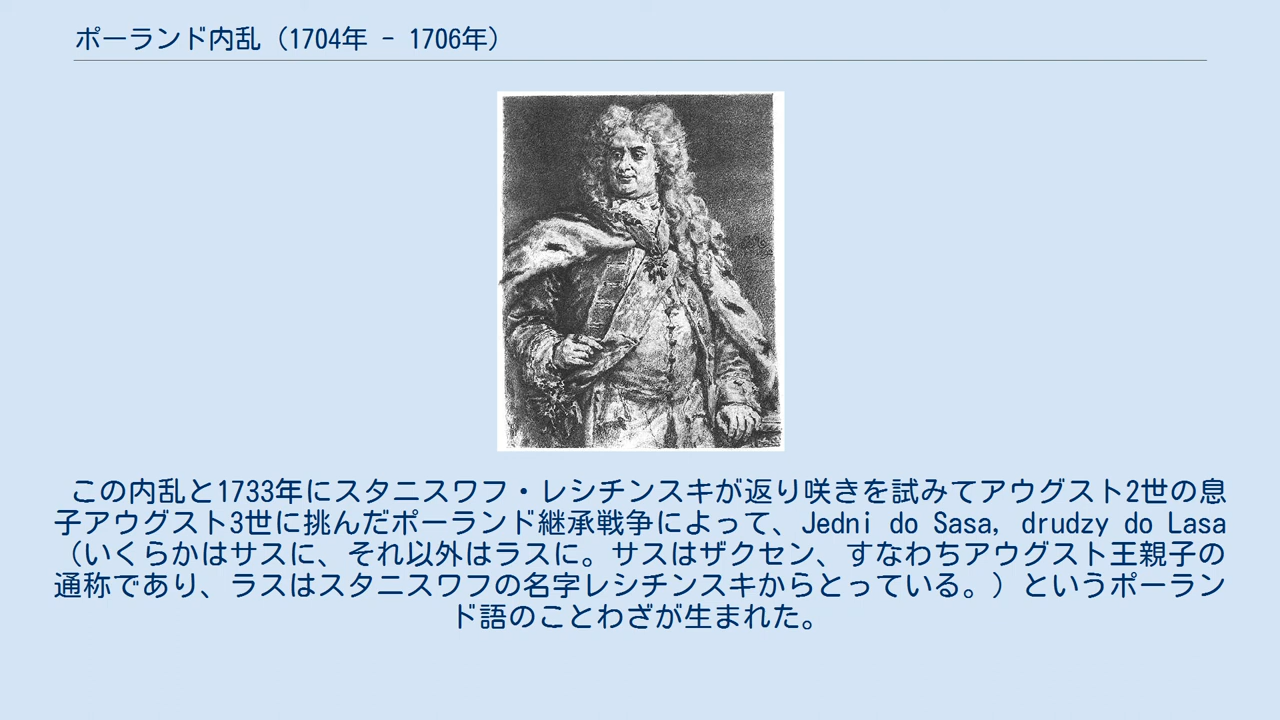 ポーランド内乱（1704年 - 1706年）
この内乱と1733年にスタニスワフ・レシチンスキが返り咲きを試みてアウグスト2世の息
子アウグスト3世に挑んだポーランド継承戦争によって、Jedni do Sasa, drudzy do Lasa
（いくらかはサスに、それ以外はラスに。サスはザクセン、すなわちアウグスト王親子の
通称であり、ラスはスタニスワフの名字レシチンスキからとっている。）というポーラン
ド語のことわざが生まれた。